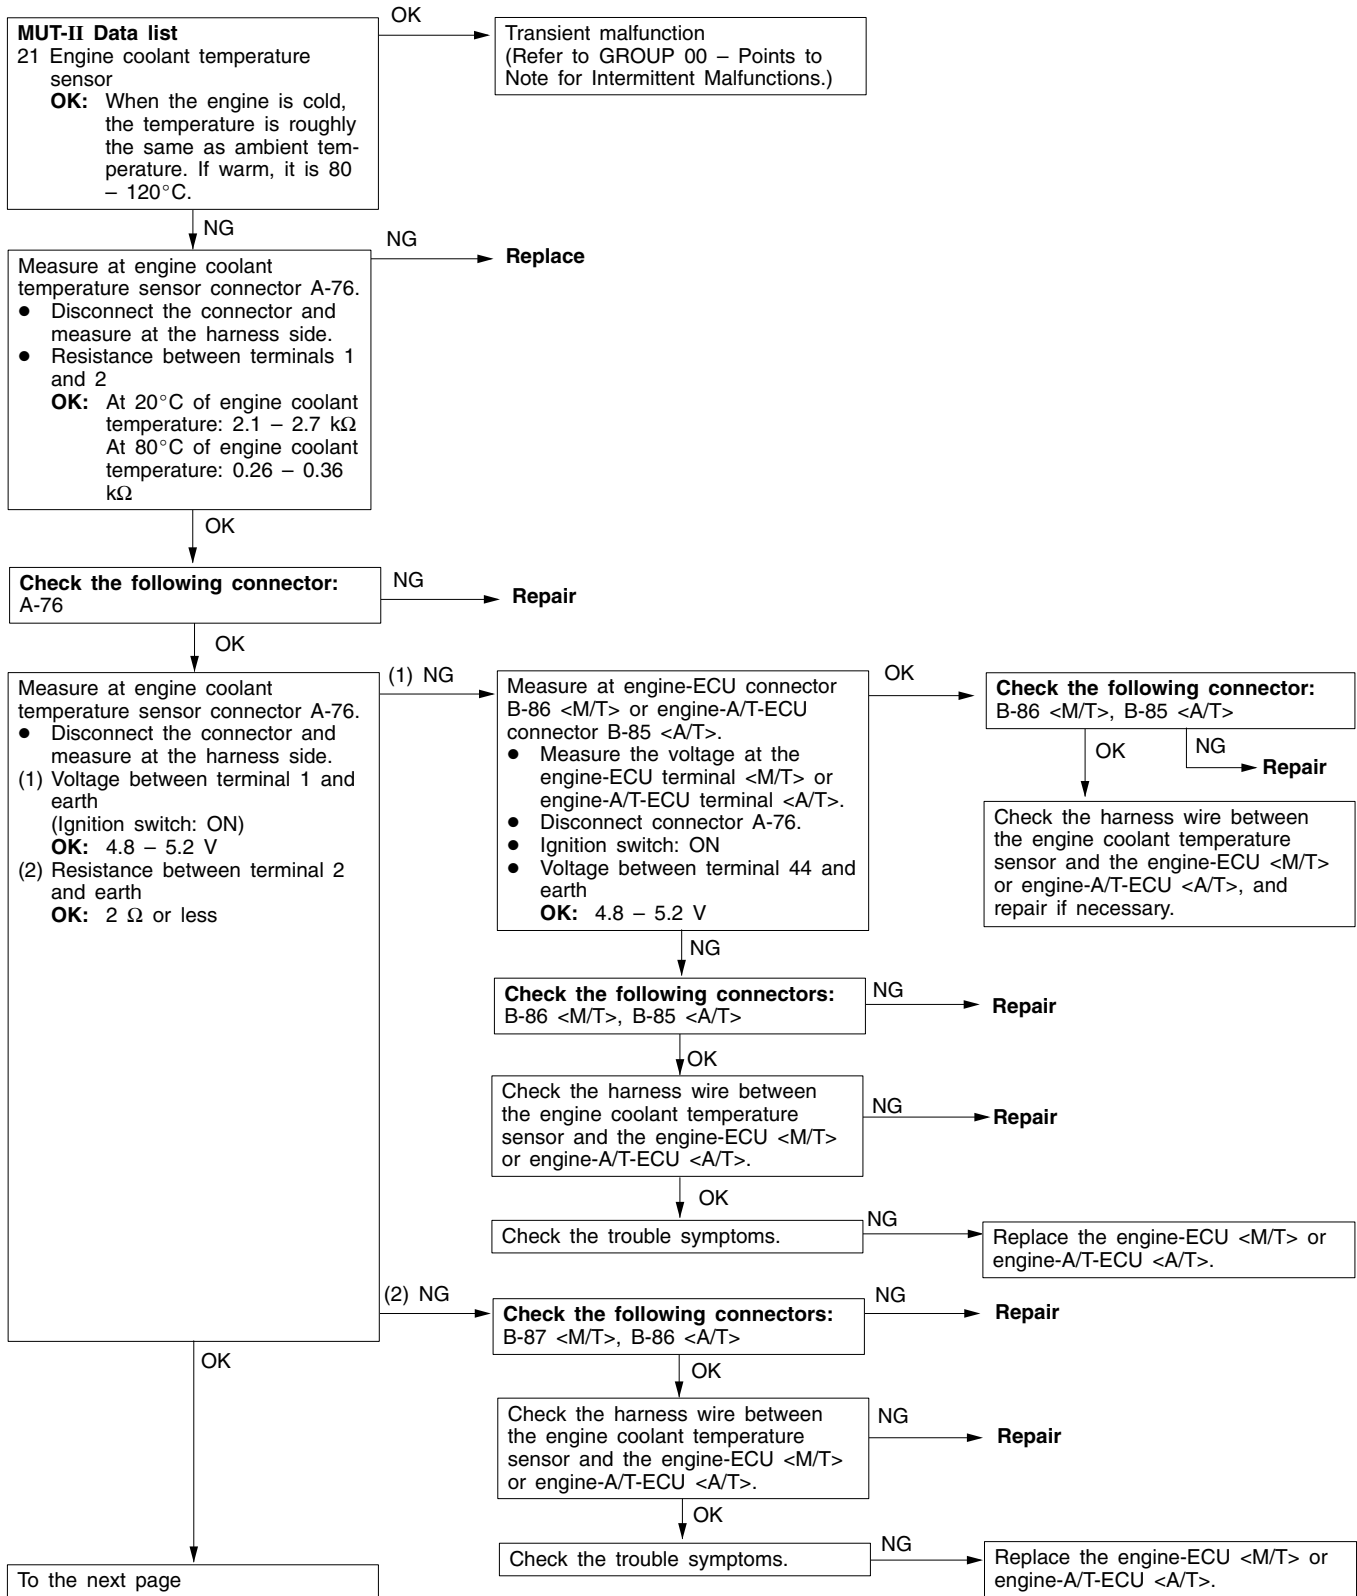 OK
MUT-II Data list
21 Engine coolant temperature
sensor
OK: When the engine is cold,
the temperature is roughly
the same as ambient tem-
perature. If warm, it is 80
– 120°C.
Transient malfunction
(Refer to GROUP 00 – Points to
Note for Intermittent Malfunctions.)
NG
Measure at engine coolant
temperature sensor connector A-76.
● Disconnect the connector and
measure at the harness side.
● Resistance between terminals 1
and 2
OK: At 20°C of engine coolant
temperature: 2.1 – 2.7 kΩ
At 80°C of engine coolant
temperature: 0.26 – 0.36
kΩ
NG
Replace
OK
Check the following connector:
A-76
NG
Repair
OK
Measure at engine coolant
temperature sensor connector A-76.
● Disconnect the connector and
measure at the harness side.
(1) Voltage between terminal 1 and
earth
(Ignition switch: ON)
OK: 4.8 – 5.2 V
(2) Resistance between terminal 2
and earth
OK: 2 Ω or less
(1) NG
Measure at engine-ECU connector
B-86 <M/T> or engine-A/T-ECU
connector B-85 <A/T>.
● Measure the voltage at the
engine-ECU terminal <M/T> or
engine-A/T-ECU terminal <A/T>.
● Disconnect connector A-76.
● Ignition switch: ON
● Voltage between terminal 44 and
earth
OK: 4.8 – 5.2 V
OK
Check the following connector:
B-86 <M/T>, B-85 <A/T>
OK
NG
Repair
Check the harness wire between
the engine coolant temperature
sensor and the engine-ECU <M/T>
or engine-A/T-ECU <A/T>, and
repair if necessary.
NG
Check the following connectors:
B-86 <M/T>, B-85 <A/T>
NG
Repair
OK
Check the harness wire between
the engine coolant temperature
sensor and the engine-ECU <M/T>
or engine-A/T-ECU <A/T>.
NG
Repair
OK
Check the trouble symptoms.
NG
Replace the engine-ECU <M/T> or
engine-A/T-ECU <A/T>.
(2) NG
Check the following connectors:
B-87 <M/T>, B-86 <A/T>
NG
Repair
OK
Check the harness wire between
the engine coolant temperature
sensor and the engine-ECU <M/T>
or engine-A/T-ECU <A/T>.
NG
Repair
OK
Check the trouble symptoms.
NG
Replace the engine-ECU <M/T> or
engine-A/T-ECU <A/T>.
OK
To the next page